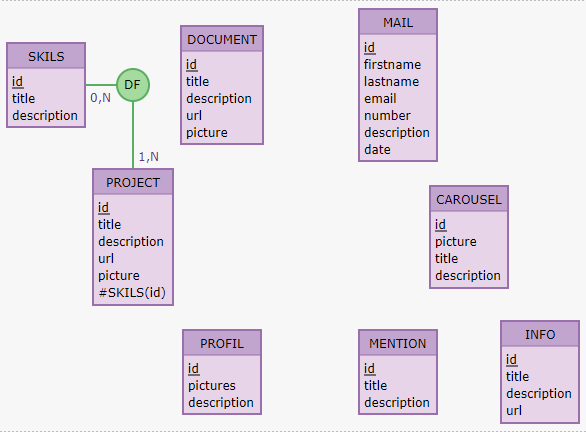 SKILS
id
title
description
DF
0,N
1,N
PROJECT
id
title
description
url
picture
#SKILS(id)
DOCUMENT
id
title
description
url
picture
MAIL
id
firstname
lastname
email
number
description
date
CAROUSEL
id
picture
title
description
PROFIL
id
pictures
description
MENTION
id
title
description
INFO
id
title
description
url